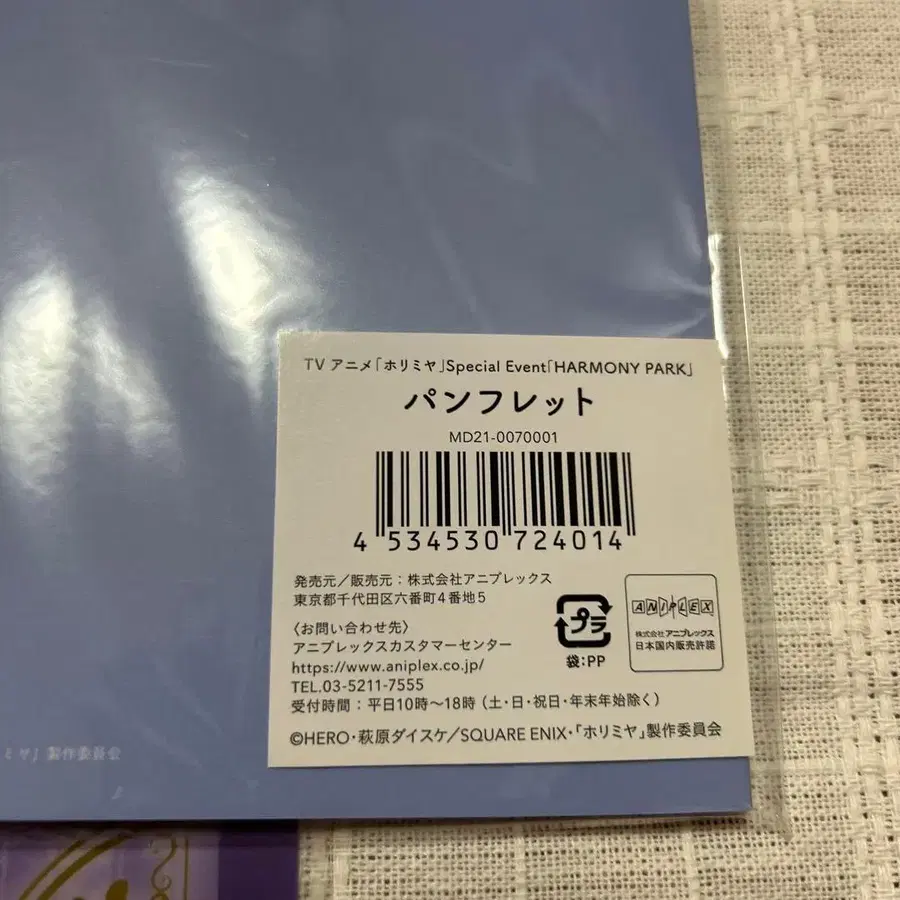 TV アニメ「ホリミヤ」Special Event「HARMONY PARK」
パンフレット
MD21-0070001
4 534530 724014
発売元／販売元：株式会社アニプレックス
東京都千代田区六番町4番地5
〈お問い合わせ先〉
アニプレックスカスタマーセンター
https://www.aniplex.co.jp/
TEL.03-5211-7555
受付時間：平日10時〜18時（土・日・祝日・年末年始除く）
プラ
袋:PP
ANIPLEX
株式会社アニプレックス
日本国内販売許諾
©HERO・萩原ダイスケ／SQUARE ENIX・「ホリミヤ」製作委員会
ミヤ」製作委員会